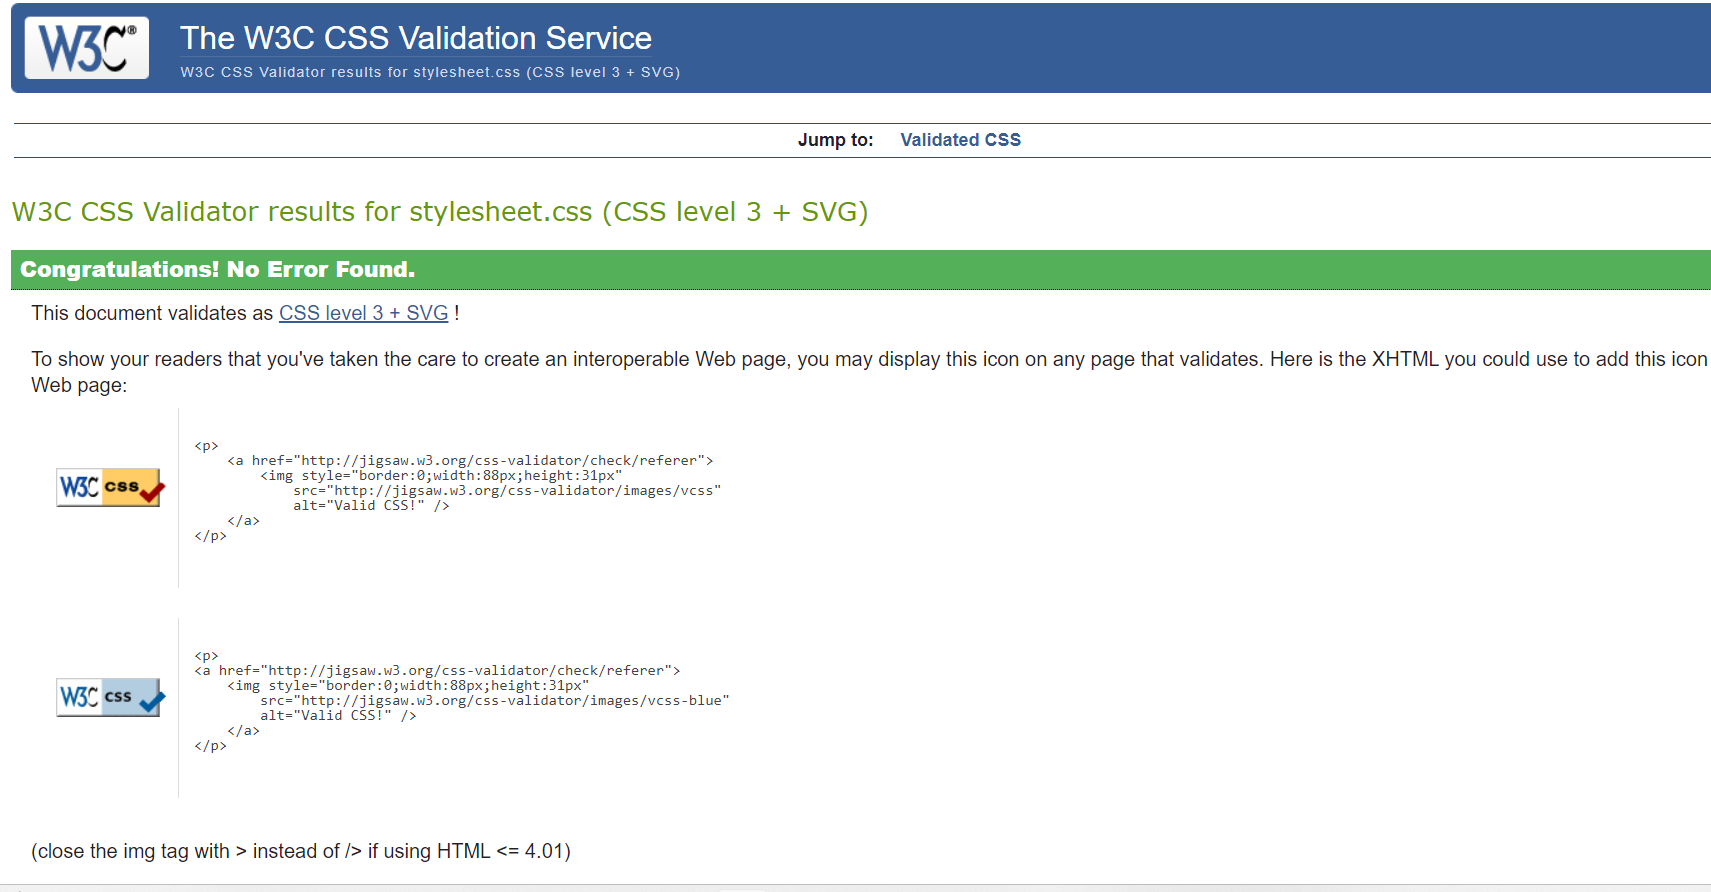 W3C®
The W3C CSS Validation Service
W3C CSS Validator results for stylesheet.css (CSS level 3 + SVG)
Jump to: Validated CSS
W3C CSS Validator results for stylesheet.css (CSS level 3 + SVG)
Congratulations! No Error Found.
This document validates as CSS level 3 + SVG !
To show your readers that you've taken the care to create an interoperable Web page, you may display this icon on any page that validates. Here is the XHTML you could use to add this icon
Web page:
W3C css
<p>
    <a href="http://jigsaw.w3.org/css-validator/check/referer">
        <img style="border:0;width:88px;height:31px"
            src="http://jigsaw.w3.org/css-validator/images/vcss"
            alt="Valid CSS!" />
    </a>
</p>
W3C css
<p>
<a href="http://jigsaw.w3.org/css-validator/check/referer">
    <img style="border:0;width:88px;height:31px"
        src="http://jigsaw.w3.org/css-validator/images/vcss-blue"
        alt="Valid CSS!" />
    </a>
</p>
(close the img tag with > instead of /> if using HTML <= 4.01)